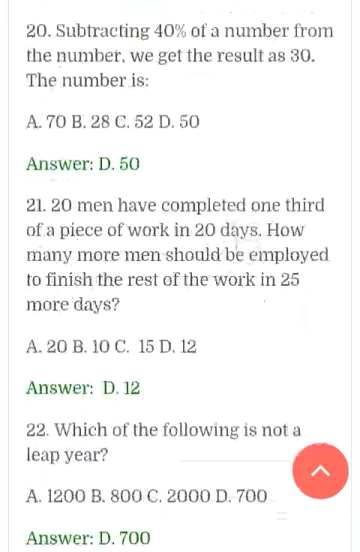 20. Subtracting 40% of a number from
the number, we get the result as 30.
The number is:
A. 70 B. 28 C. 52 D. 50
Answer: D. 50
21. 20 men have completed one third
of a piece of work in 20 days. How
many more men should be employed
to finish the rest of the work in 25
more days?
A. 20 B. 10 C. 15 D. 12
Answer: D. 12
22. Which of the following is not a
leap year?
A. 1200 B. 800 C. 2000 D. 700
Answer: D. 700